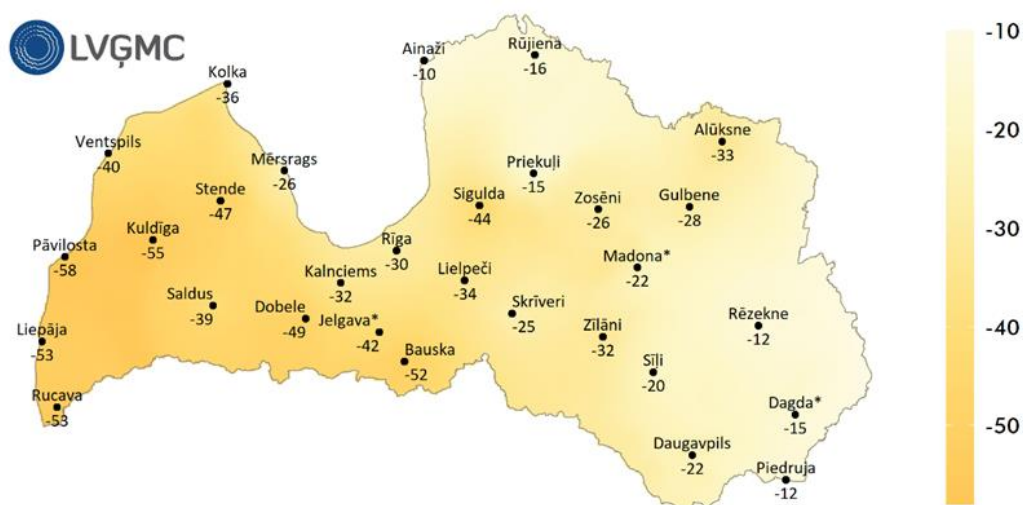 LVĢMC
Ainaži
-10
Rūjiena
-16
Kolka
-36
Ventspils
-40
Mērsrags
-26
Alūksne
-33
Priekuļi
-15
Stende
-47
Sigulda
-44
Zosēni
-26
Gulbene
-28
Kuldīga
-55
Pāvilosta
-58
Rīga
-30
Madona*
-22
Kalnciems
-32
Lielpeči
-34
Saldus
-39
Dobele
-49
Jelgava*
-42
Skrīveri
-25
Zīlāni
-32
Rēzekne
-12
Liepāja
-53
Bauska
-52
Sīļi
-20
Rucava
-53
Dagda*
-15
Daugavpils
-22
Piedruja
-12
-10
-20
-30
-40
-50